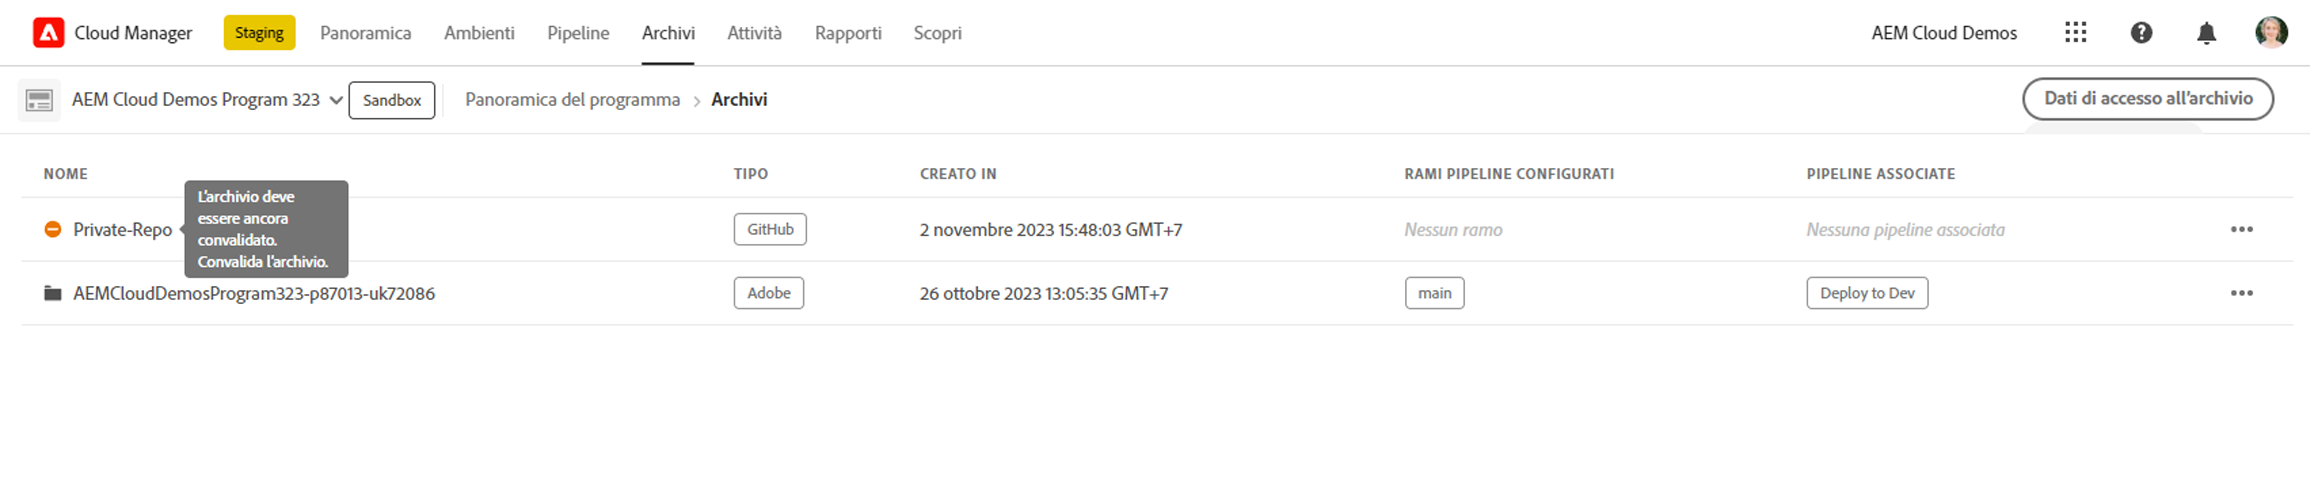 Cloud Manager Staging Panoramica Ambienti Pipeline Archivi Attività Rapporti Scopri AEM Cloud Demos
AEM Cloud Demos Program 323 Sandbox Panoramica del programma > Archivi Dati di accesso all'archivio
NOME TIPO CREATO IN RAMI PIPELINE CONFIGURATI PIPELINE ASSOCIATE
Private-Repo GitHub 2 novembre 2023 15:48:03 GMT+7 Nessun ramo Nessuna pipeline associata
L'archivio deve
essere ancora
convalidato.
Convalida l'archivio.
AEMCloudDemosProgram323-p87013-uk72086 Adobe 26 ottobre 2023 13:05:35 GMT+7 main Deploy to Dev